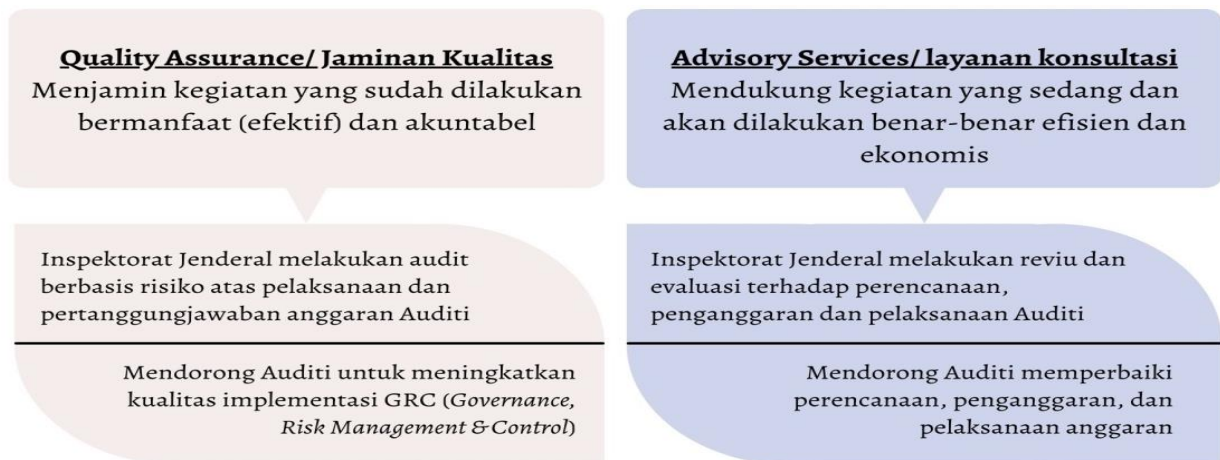 Quality Assurance/ Jaminan Kualitas
Menjamin kegiatan yang sudah dilakukan
bermanfaat (efektif) dan akuntabel
Inspektorat Jenderal melakukan audit
berbasis risiko atas pelaksanaan dan
pertanggungjawaban anggaran Auditi
Mendorong Auditi untuk meningkatkan
kualitas implementasi GRC (Governance,
Risk Management & Control)
Advisory Services/ layanan konsultasi
Mendukung kegiatan yang sedang dan
akan dilakukan benar-benar efisien dan
ekonomis
Inspektorat Jenderal melakukan reviu dan
evaluasi terhadap perencanaan,
penganggaran dan pelaksanaan Auditi
Mendorong Auditi memperbaiki
perencanaan, penganggaran, dan
pelaksanaan anggaran